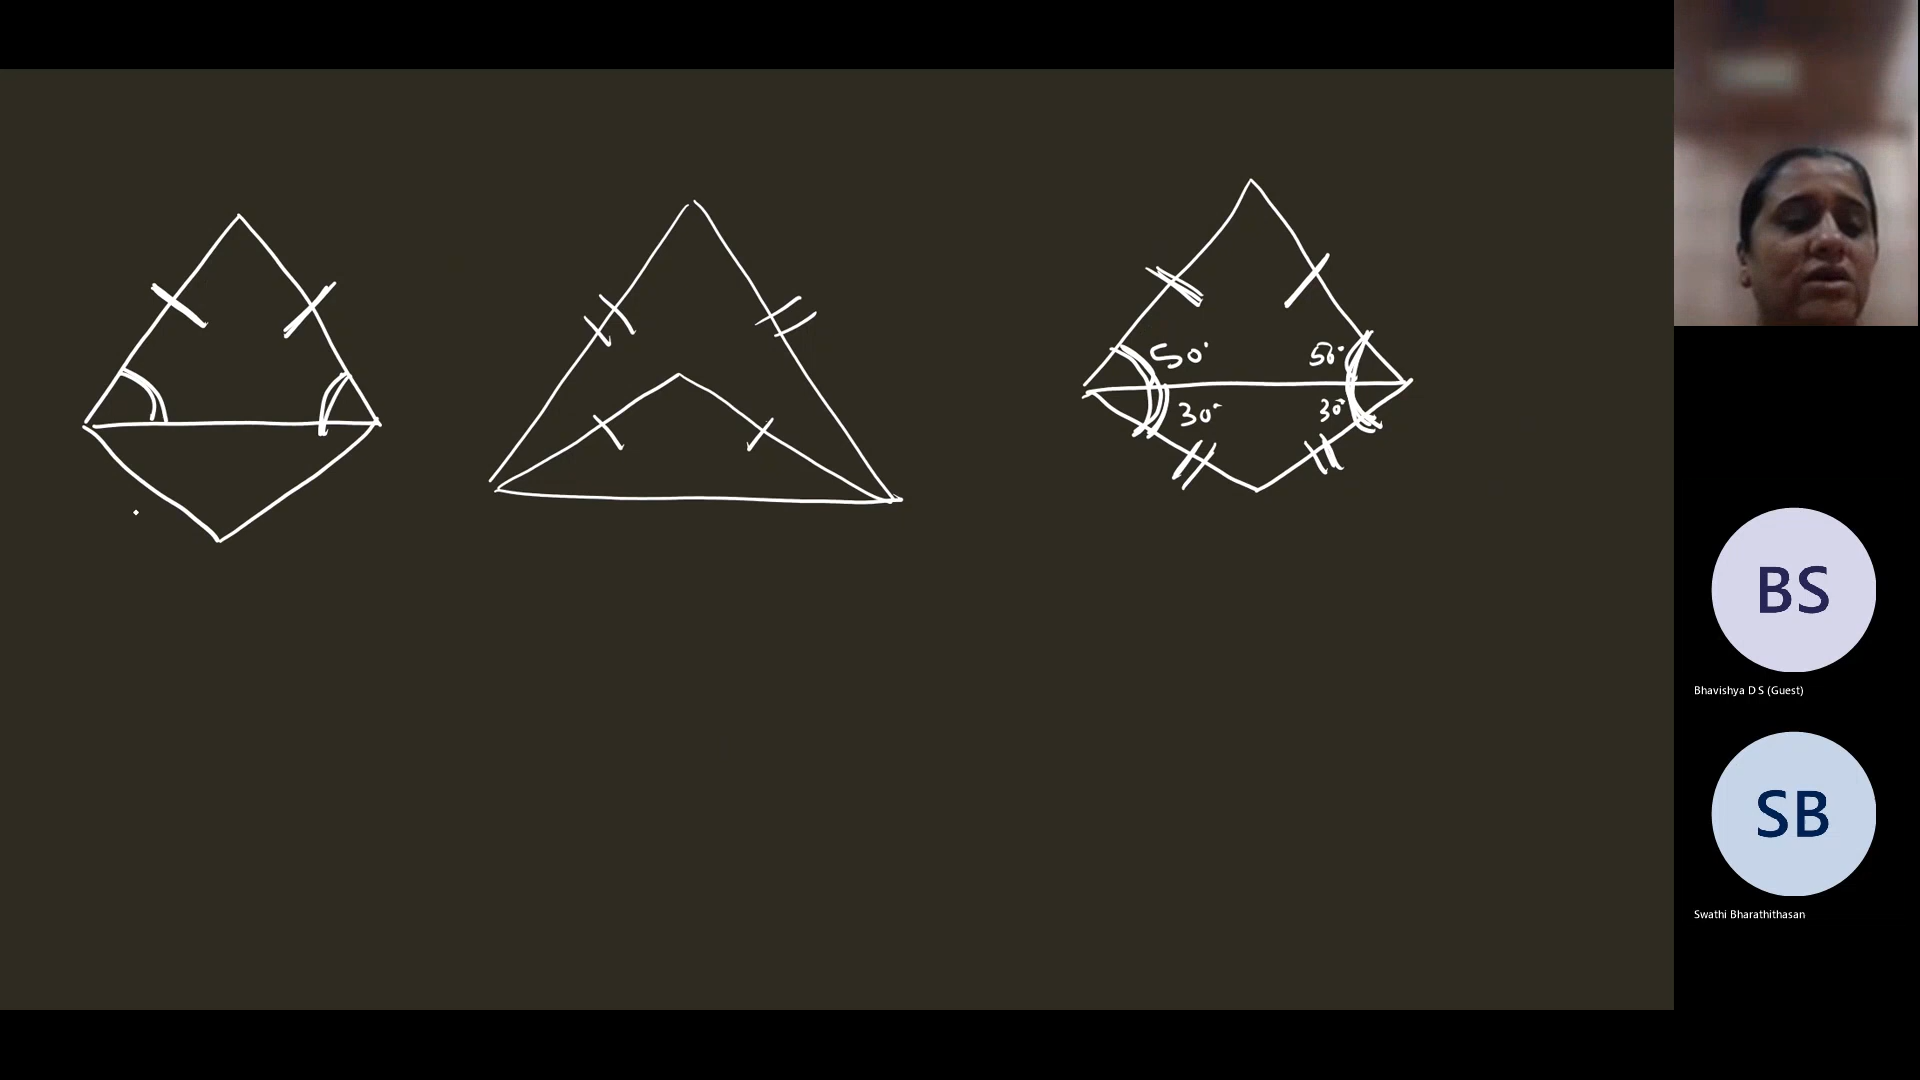 50° 50°
30° 30°
BS
Bhavishya D S (Guest)
SB
Swathi Bharathithasan